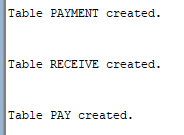 Table PAYMENT created.
Table RECEIVE created.
Table PAY created.